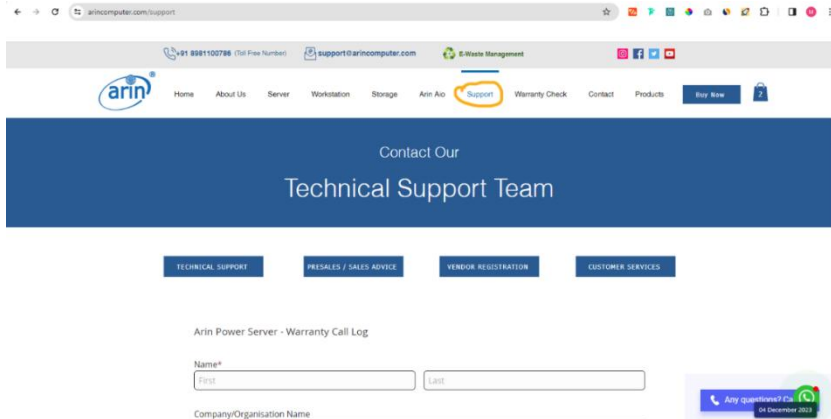 arincomputer.com/support
+91 8981100786 (Toll Free Number) support@arincomputer.com E-Waste Management
arin
Home About Us Server Workstation Storage Arin Aio Support Warranty Check Contact Products Buy Now 2
Contact Our
Technical Support Team
TECHNICAL SUPPORT PRESALES / SALES ADVICE VENDOR REGISTRATION CUSTOMER SERVICES
Arin Power Server - Warranty Call Log
Name*
First Last
Company/Organisation Name
Any questions?
04 December 2023